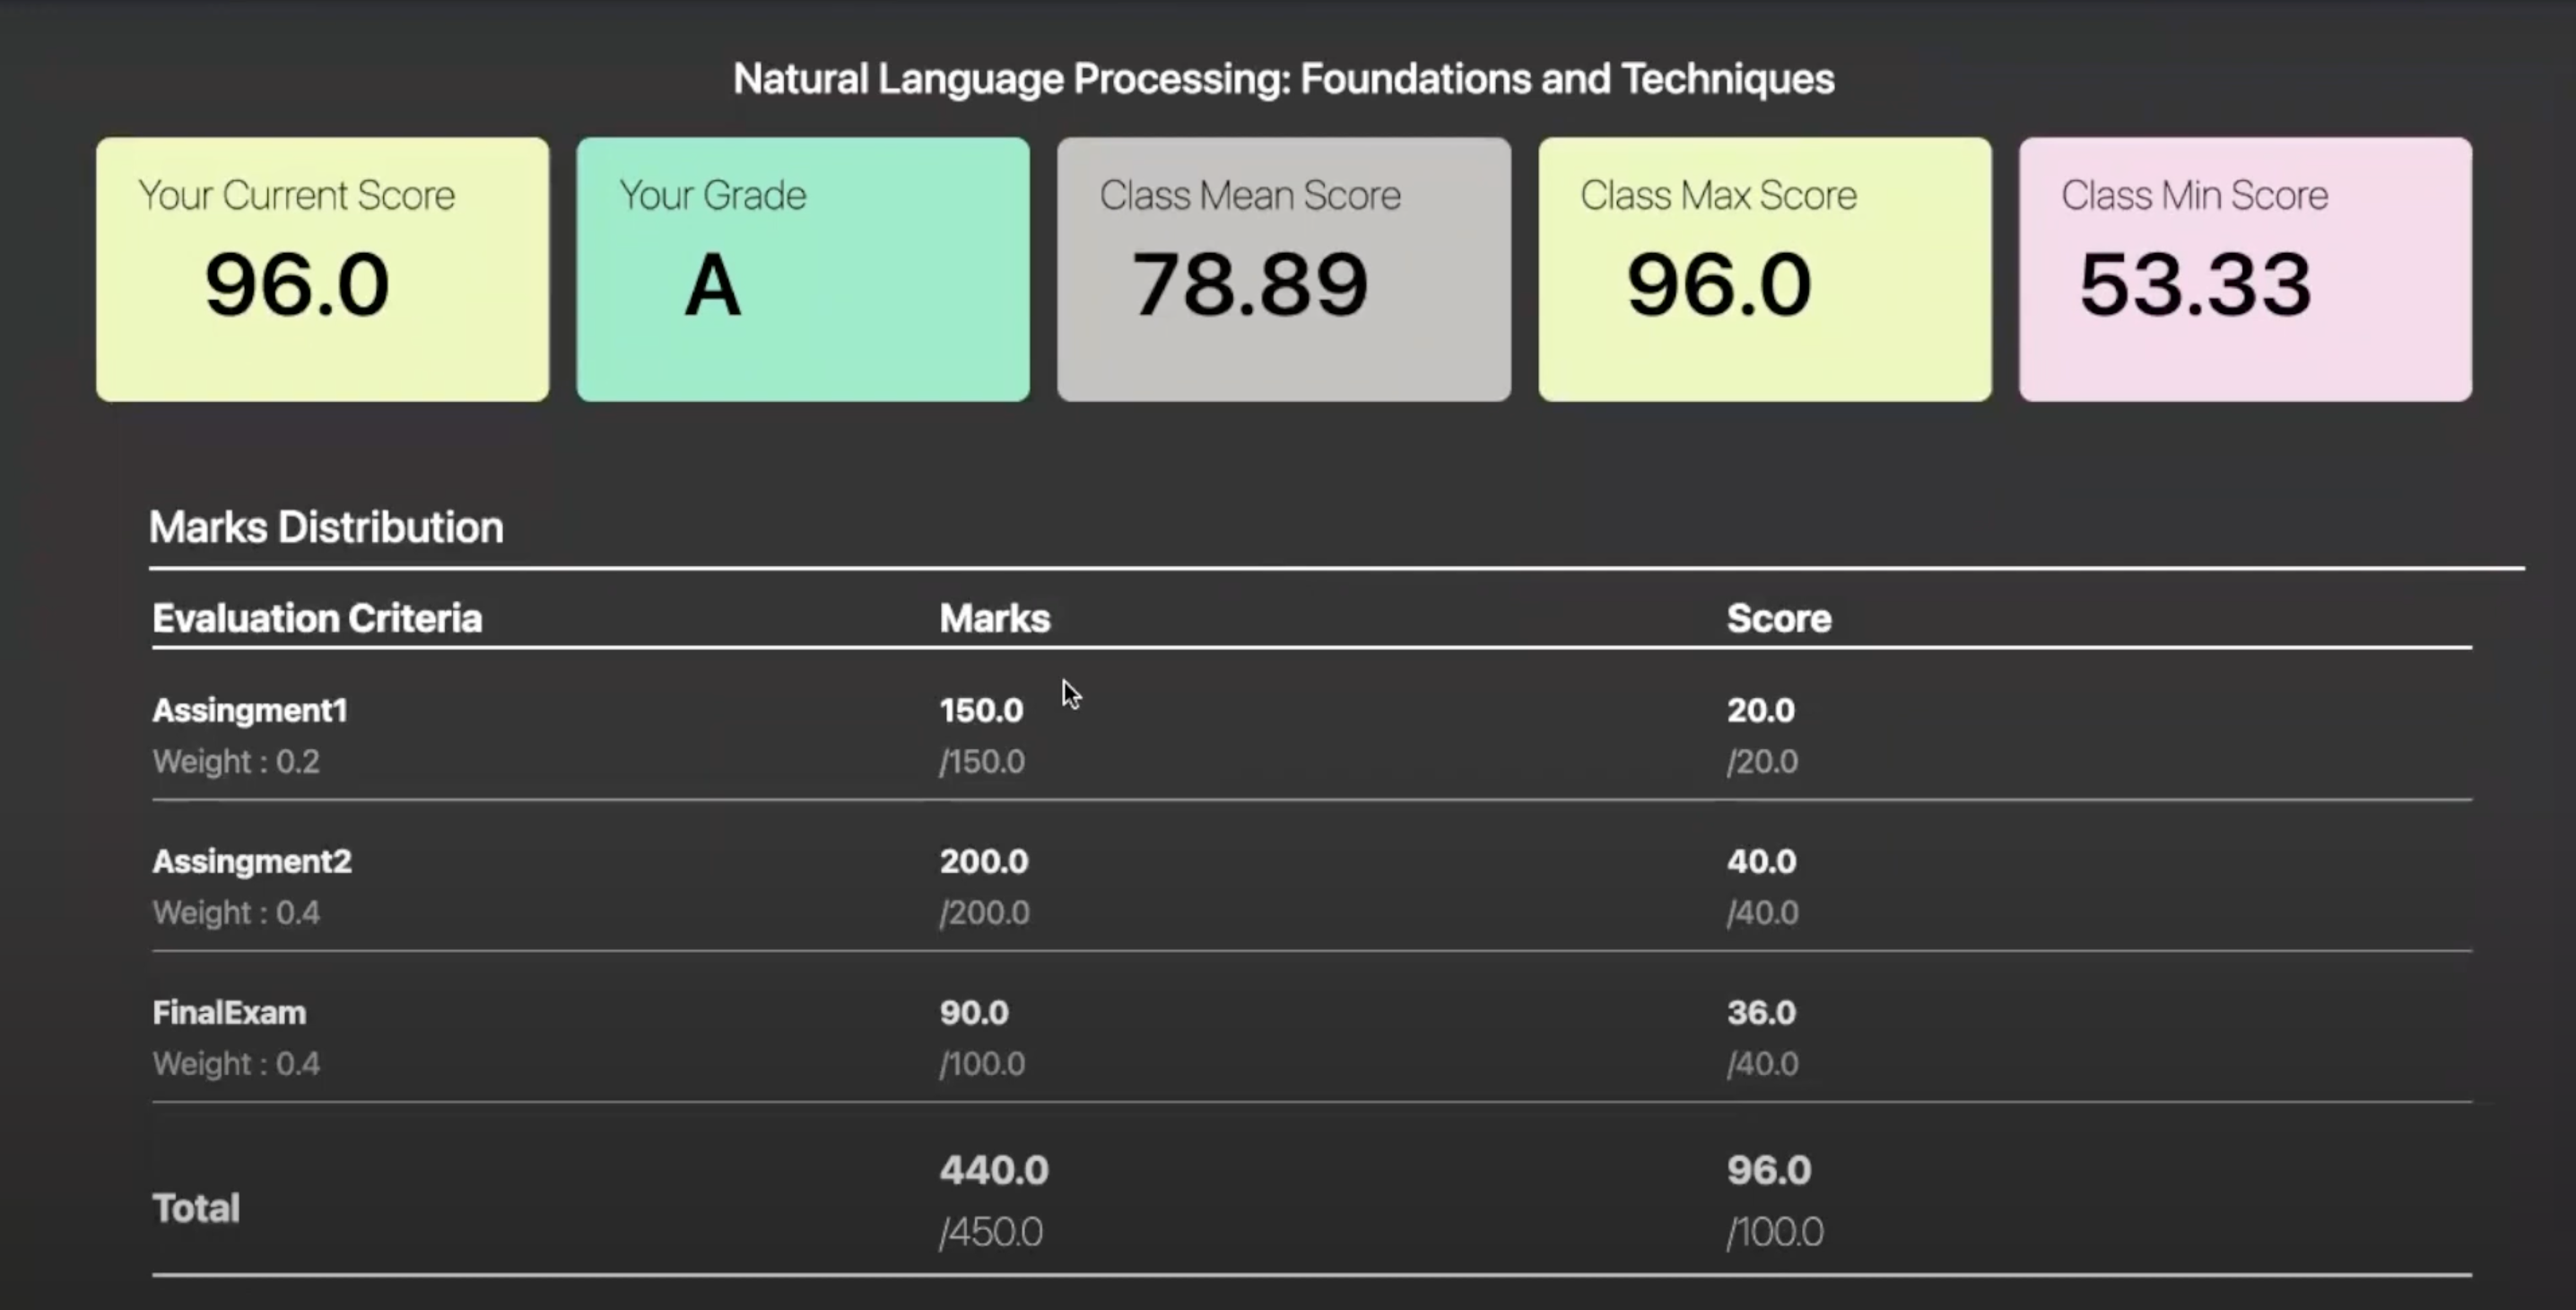 Natural Language Processing: Foundations and Techniques
Your Current Score
96.0
Your Grade
A
Class Mean Score
78.89
Class Max Score
96.0
Class Min Score
53.33
Marks Distribution
Evaluation Criteria Marks Score
Assingment1 150.0 20.0
Weight : 0.2 /150.0 /20.0
Assingment2 200.0 40.0
Weight : 0.4 /200.0 /40.0
FinalExam 90.0 36.0
Weight : 0.4 /100.0 /40.0
440.0 96.0
Total
/450.0 /100.0